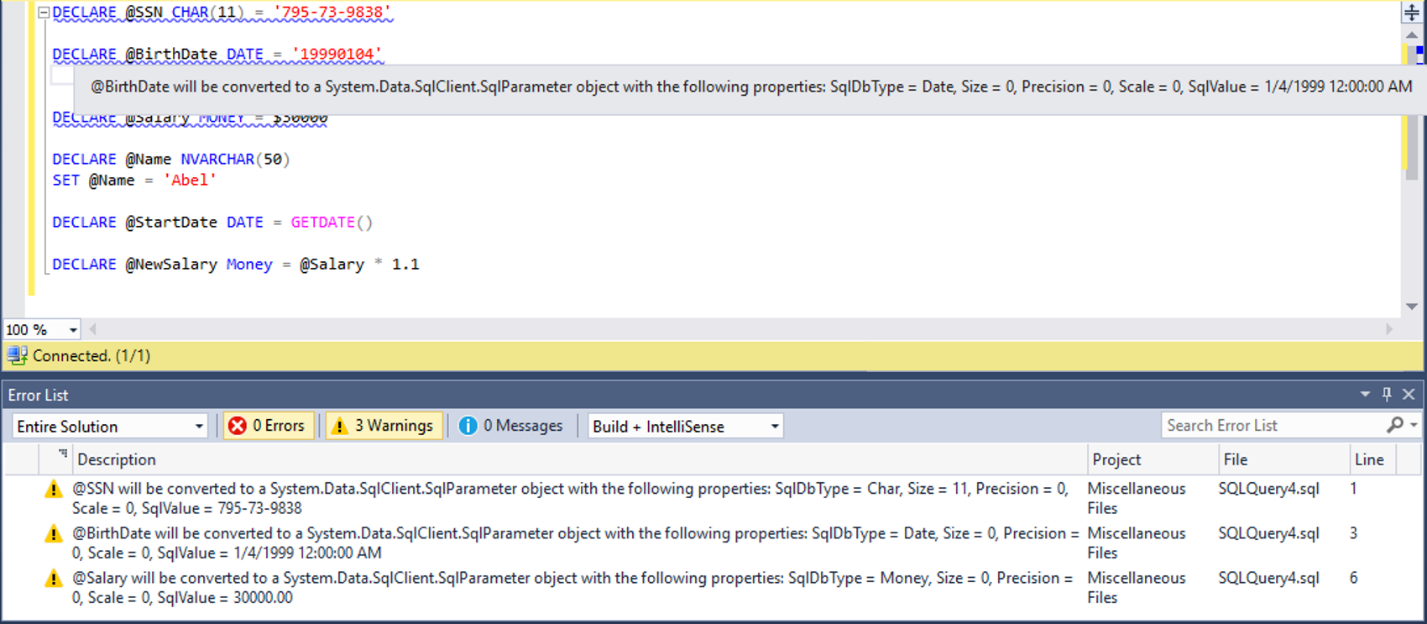 DECLARE @SSN CHAR(11) = '795-73-9838'
DECLARE @BirthDate DATE = '19990104'
@BirthDate will be converted to a System.Data.SqlClient.SqlParameter object with the following properties: SqlDbType = Date, Size = 0, Precision = 0, Scale = 0, SqlValue = 1/4/1999 12:00:00 AM
DECLARE @Salary MONEY = $30000
DECLARE @Name NVARCHAR(50)
SET @Name = 'Abel'
DECLARE @StartDate DATE = GETDATE()
DECLARE @NewSalary Money = @Salary * 1.1
100 %
Connected. (1/1)
Error List
Entire Solution 0 Errors 3 Warnings 0 Messages Build + IntelliSense Search Error List
Description Project File Line
@SSN will be converted to a System.Data.SqlClient.SqlParameter object with the following properties: SqlDbType = Char, Size = 11, Precision = 0, Miscellaneous SQLQuery4.sql 1
Scale = 0, SqlValue = 795-73-9838 Files
@BirthDate will be converted to a System.Data.SqlClient.SqlParameter object with the following properties: SqlDbType = Date, Size = 0, Precision = Miscellaneous SQLQuery4.sql 3
0, Scale = 0, SqlValue = 1/4/1999 12:00:00 AM Files
@Salary will be converted to a System.Data.SqlClient.SqlParameter object with the following properties: SqlDbType = Money, Size = 0, Precision = Miscellaneous SQLQuery4.sql 6
0, Scale = 0, SqlValue = 30000.00 Files